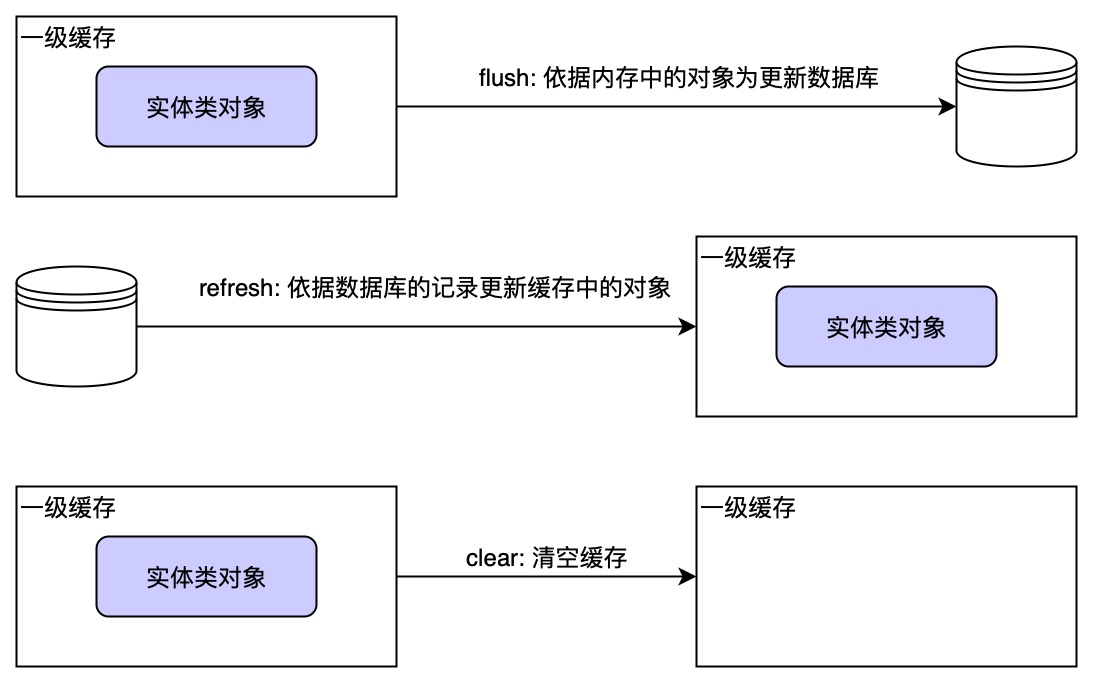 一级缓存
实体类对象
flush: 依据内存中的对象为更新数据库
refresh: 依据数据库的记录更新缓存中的对象
一级缓存
实体类对象
一级缓存
实体类对象
clear: 清空缓存
一级缓存